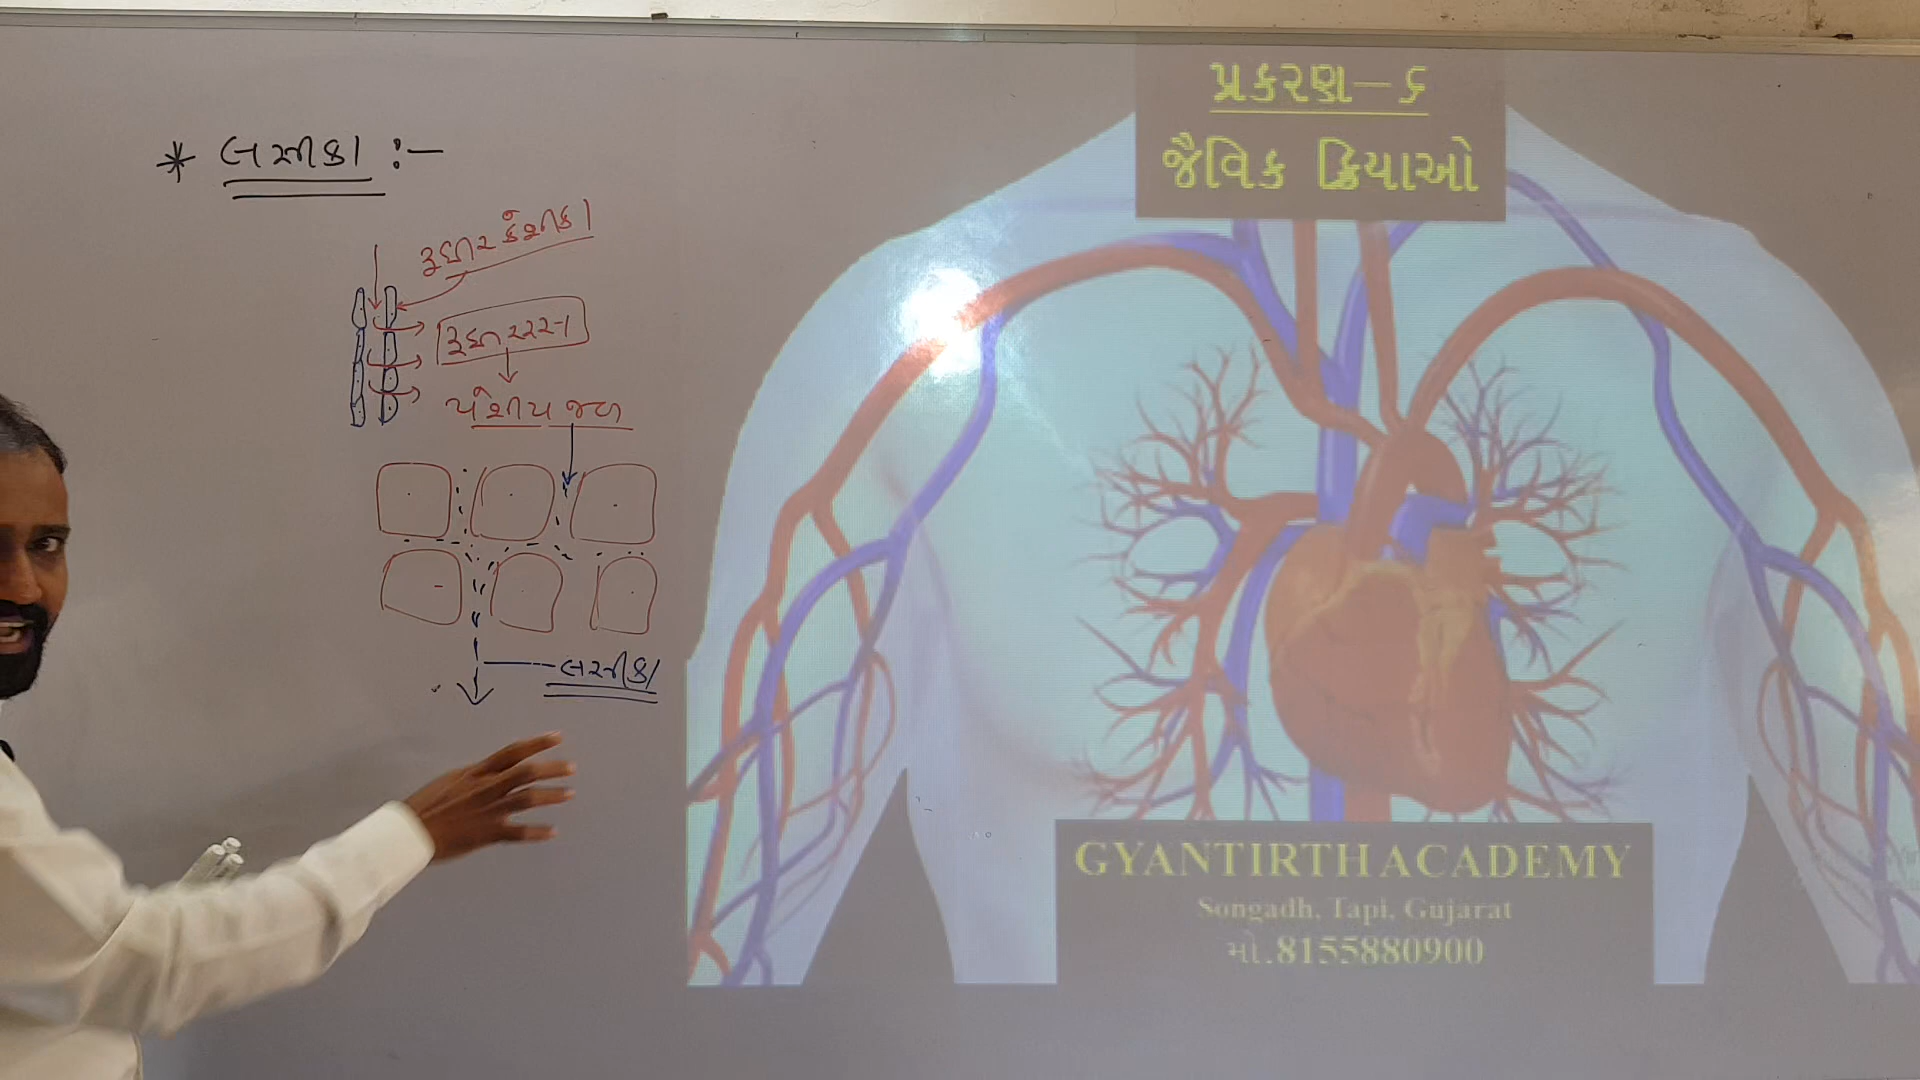 * લસીકા :-
રૂધીર કેશીકા
રૂધીરરસ
પેશીય જળ
લસીકા
પ્રકરણ-૬
જૈવિક ક્રિયાઓ
GYANTIRTH ACADEMY
Songadh, Tapi, Gujarat
મો.8155880900